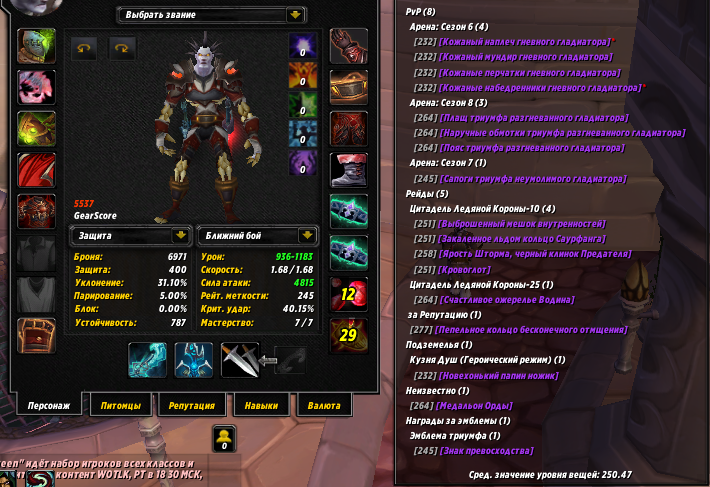 Выбрать звание
0
0
0
0
0
5537
GearScore
Защита
Ближний бой
Броня: 6971
Защита: 400
Уклонение: 31.10%
Парирование: 5.00%
Блок: 0.00%
Устойчивость: 787
Урон: 936-1183
Скорость: 1.68/1.68
Сила атаки: 4815
Рейт. меткости: 245
Крит. удар: 40.15%
Мастерство: 7/7
12
29
Персонаж
Питомцы
Репутация
Навыки
Валюта
0
идёт набор игроков всех классов и
контент WOTLK, РТ в 18 30 МСК,
PvP (8)
Арена: Сезон 6 (4)
[232] [Кожаный наплеч гневного гладиатора]*
[232] [Кожаный мундир гневного гладиатора]
[232] [Кожаные перчатки гневного гладиатора]
[232] [Кожаные набедренники гневного гладиатора]*
Арена: Сезон 8 (3)
[264] [Плащ триумфа разгневанного гладиатора]
[264] [Наручные обмотки триумфа разгневанного гладиатора]
[264] [Пояс триумфа разгневанного гладиатора]
Арена: Сезон 7 (1)
[245] [Сапоги триумфа неумолимого гладиатора]
Рейды (5)
Цитадель Ледяной Короны-10 (4)
[251] [Выброшенный мешок внутренностей]
[251] [Закаленное льдом кольцо Саурфанга]
[258] [Ярость Шторма, черный клинок Предателя]
[251] [Кровоглот]
Цитадель Ледяной Короны-25 (1)
[264] [Счастливое ожерелье Водина]
за Репутацию (1)
[277] [Пепельное кольцо бесконечного отмщения]
Подземелья (1)
Кузня Душ (Героический режим) (1)
[232] [Новехонький папин ножик]
Неизвестно (1)
[264] [Медальон Орды]
Награды за эмблемы (1)
Эмблема триумфа (1)
[245] [Знак превосходства]
Сред. значение уровня вещей: 250.47